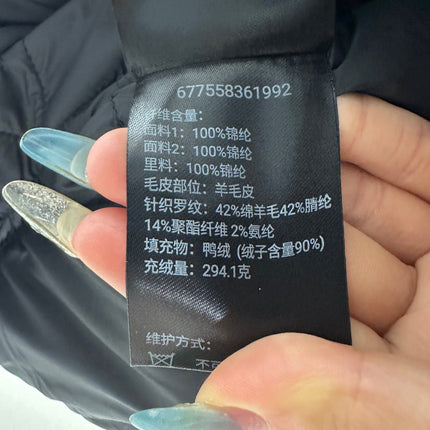 677558361992
纤维含量：
面料1：100%锦纶
面料2：100%锦纶
里料：100%锦纶
毛皮部位：羊毛皮
针织罗纹：42%绵羊毛42%腈纶
14%聚酯纤维 2%氨纶
填充物：鸭绒（绒子含量90%）
充绒量：294.1克
维护方式：
不可